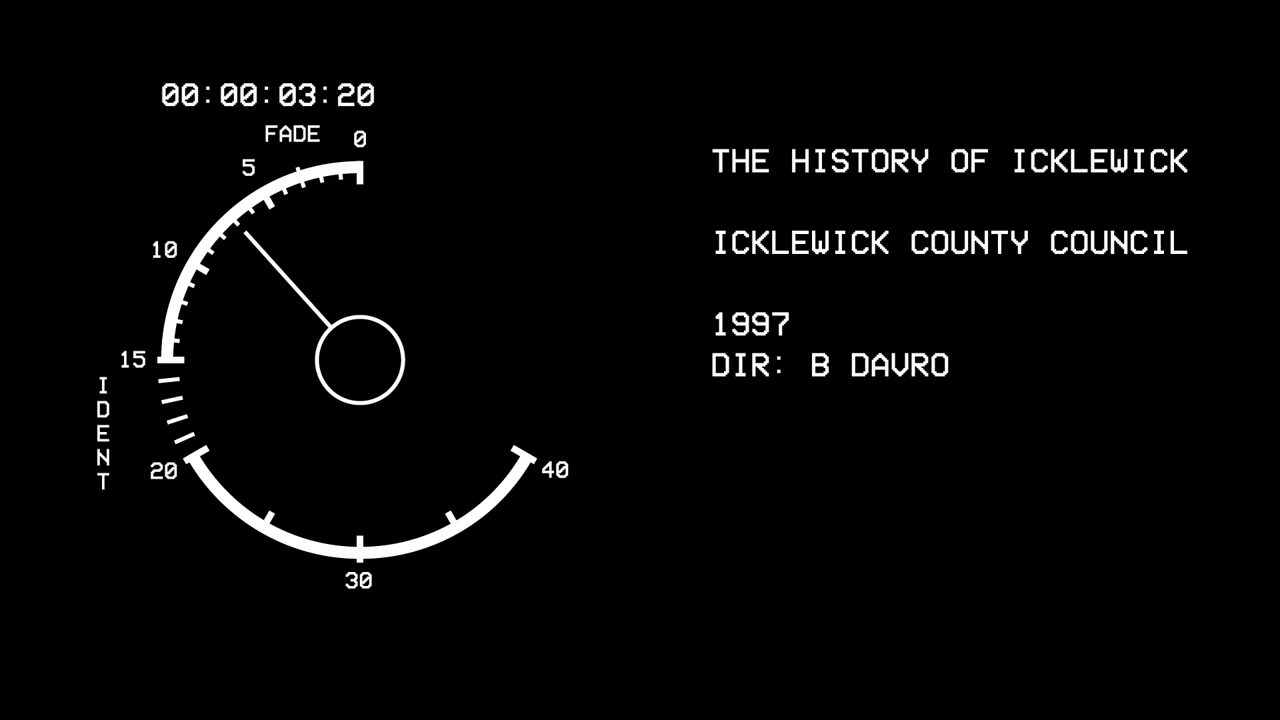 00:00:03:20
FADE
0
5
10
15
IDENT
20
30
40
THE HISTORY OF ICKLEWICK
ICKLEWICK COUNTY COUNCIL
1997
DIR: B DAVRO